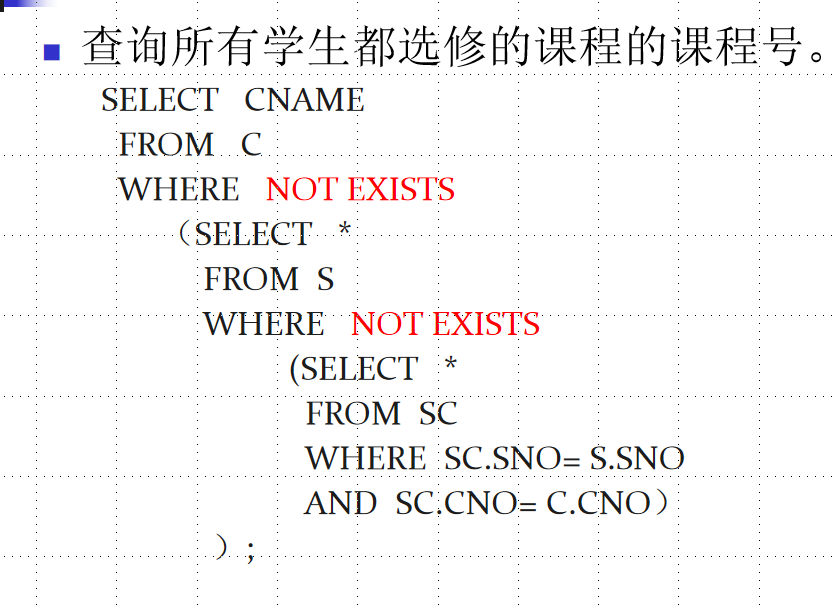 查询所有学生都选修的课程的课程号。
SELECT CNAME
FROM C
WHERE NOT EXISTS
（SELECT *
FROM S
WHERE NOT EXISTS
(SELECT *
FROM SC
WHERE SC.SNO= S.SNO
AND SC.CNO= C.CNO）
）;